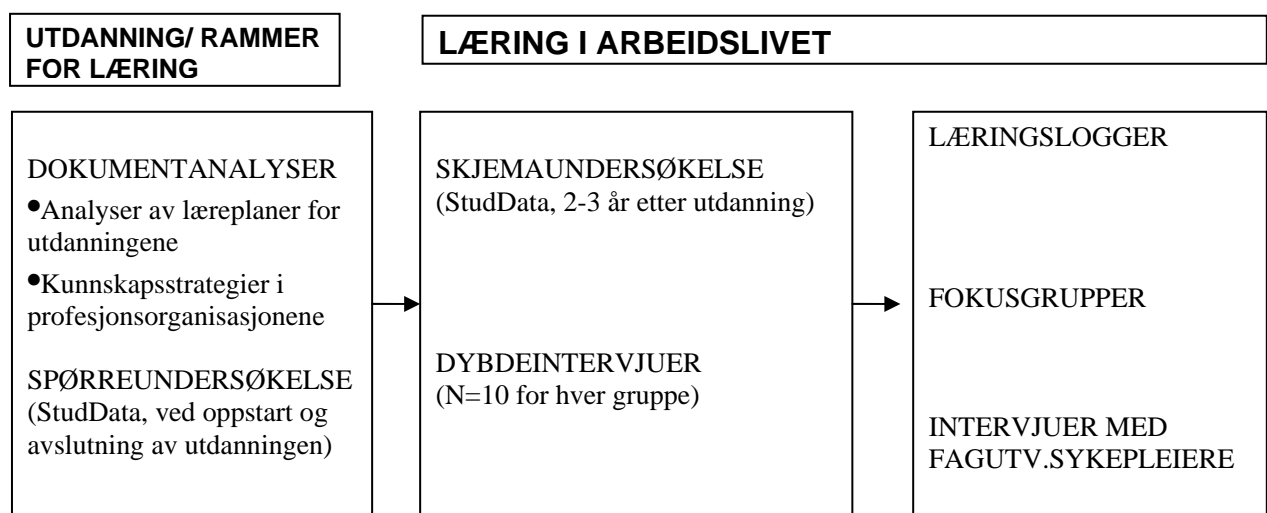 UTDANNING/ RAMMER
FOR LÆRING
LÆRING I ARBEIDSLIVET
DOKUMENTANALYSER
•Analyser av læreplaner for
utdanningene
•Kunnskapsstrategier i
profesjonsorganisasjonene
SPØRREUNDERSØKELSE
(StudData, ved oppstart og
avslutning av utdanningen)
SKJEMAUNDERSØKELSE
(StudData, 2-3 år etter utdanning)
DYBDEINTERVJUER
(N=10 for hver gruppe)
LÆRINGSLOGGER
FOKUSGRUPPER
INTERVJUER MED
FAGUTV.SYKEPLEIERE